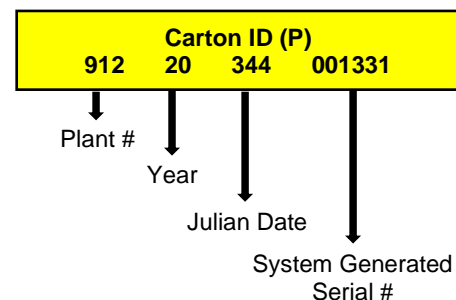 Carton ID (P)
912 20 344 001331
Plant #
Year
Julian Date
System Generated
Serial #